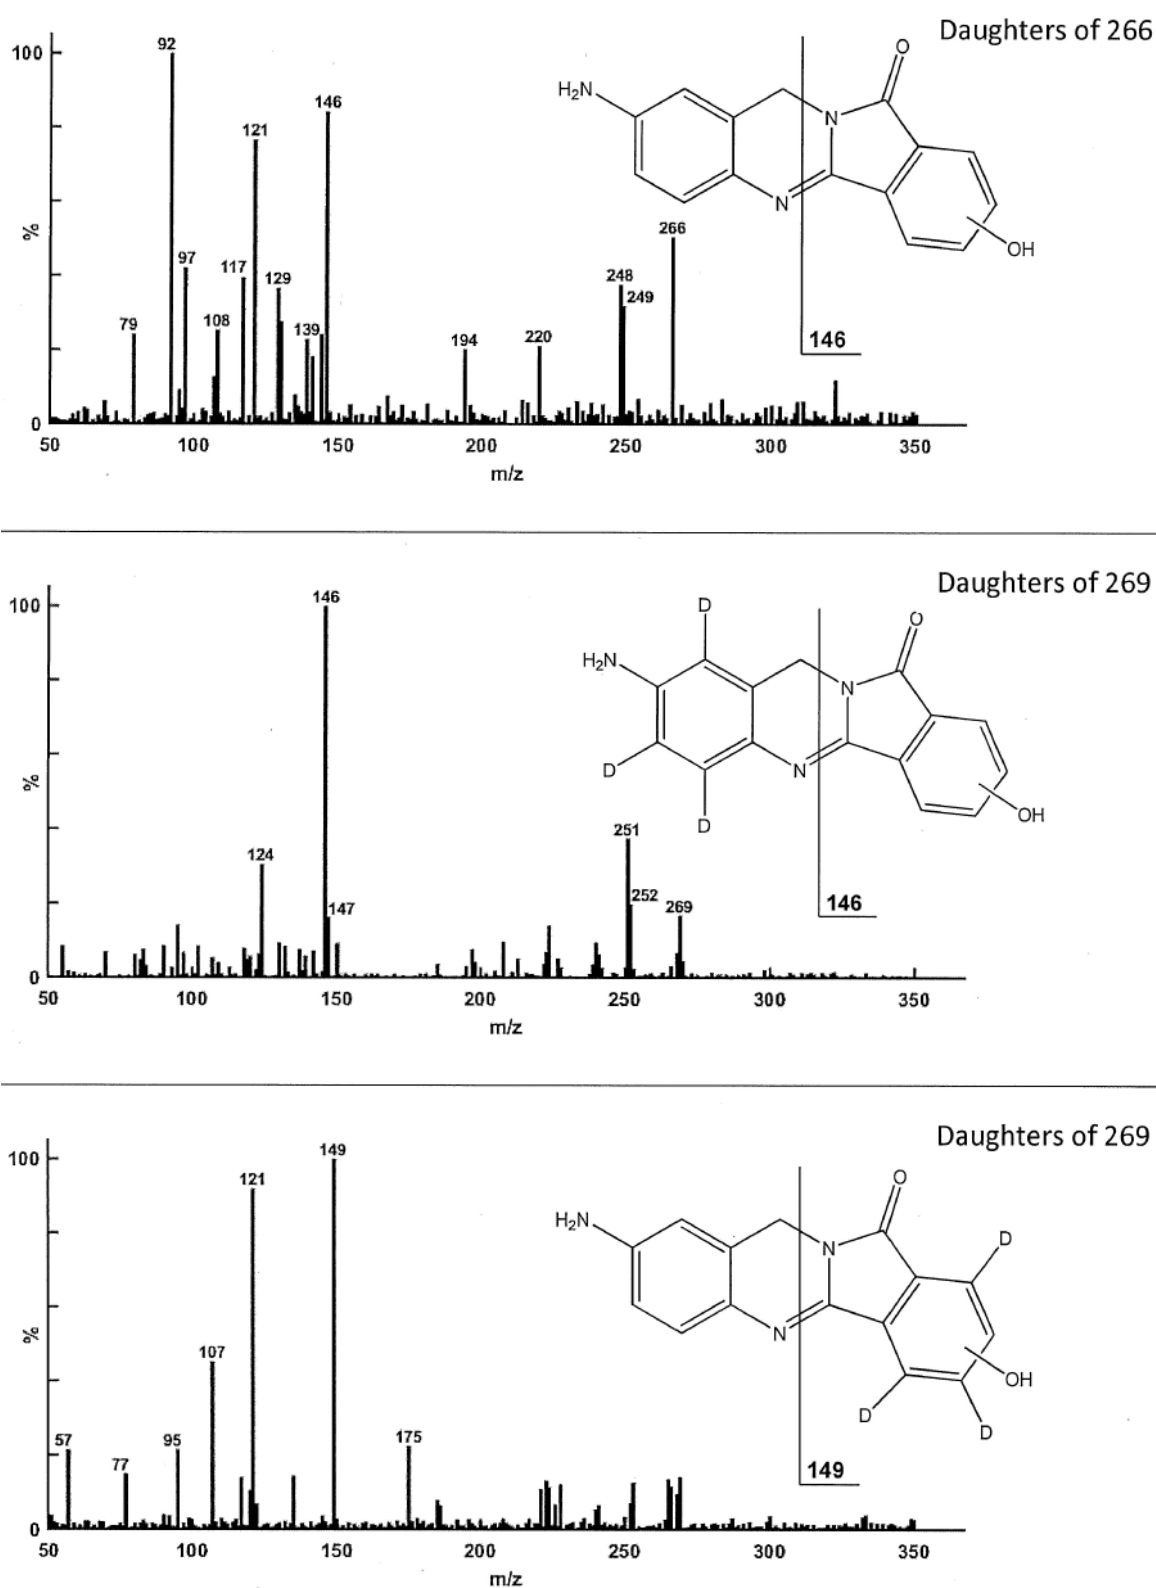 Daughters of 266
100
%
0
92
146
121
97
117
129
79
108
139
266
248
249
194
220
H₂N
N
N
O
OH
146
50 100 150 200 250 300 350
m/z
Daughters of 269
100
%
0
146
124
147
251
252
269
D
H₂N
D
D
N
N
O
OH
146
50 100 150 200 250 300 350
m/z
Daughters of 269
100
%
0
149
121
107
57
77
95
175
H₂N
N
N
O
D
OH
D
D
149
50 100 150 200 250 300 350
m/z